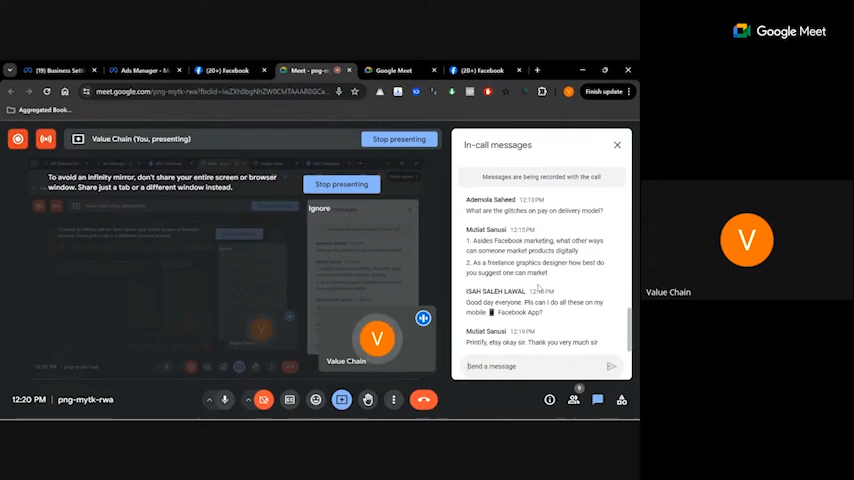 Google Meet
(19) Business Sett
Ads Manager - M
(20+) Facebook
Meet - png-m
Google Meet
(20+) Facebook
meet.google.com/png-mytk-rwa?fbclid=IwZXh0bgNhZW0CMTAAAR0GCa...
Finish update
Aggregated Book...
Value Chain (You, presenting)
Stop presenting
To avoid an infinity mirror, don't share your entire screen or browser
window. Share just a tab or a different window instead.
Stop presenting
Ignore
Value Chain
In-call messages
Messages are being recorded with the call
Ademola Saheed 12:13 PM
What are the glitches on pay on delivery model?
Mutiat Sanusi 12:15 PM
1. Asides Facebook marketing, what other ways
can someone market products digitally
2. As a freelance graphics designer how best do
you suggest one can market
ISAH SALEH LAWAL
Good day everyone. Pls can I do all these on my
mobile 📱 Facebook App?
Mutiat Sanusi 12:19 PM
Printify, etsy okay sir. Thank you very much sir
Send a message
12:20 PM
png-mytk-rwa
9
V
Value Chain
V